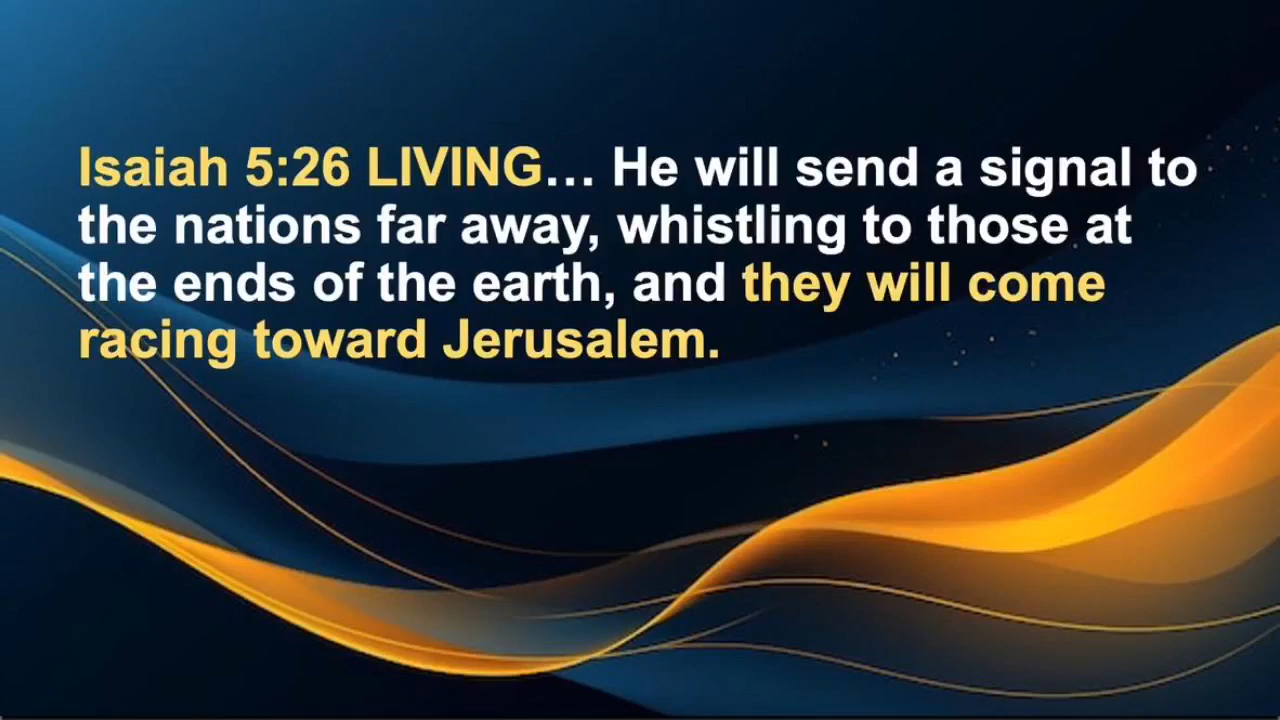 Isaiah 5:26 LIVING… He will send a signal to
the nations far away, whistling to those at
the ends of the earth, and they will come
racing toward Jerusalem.